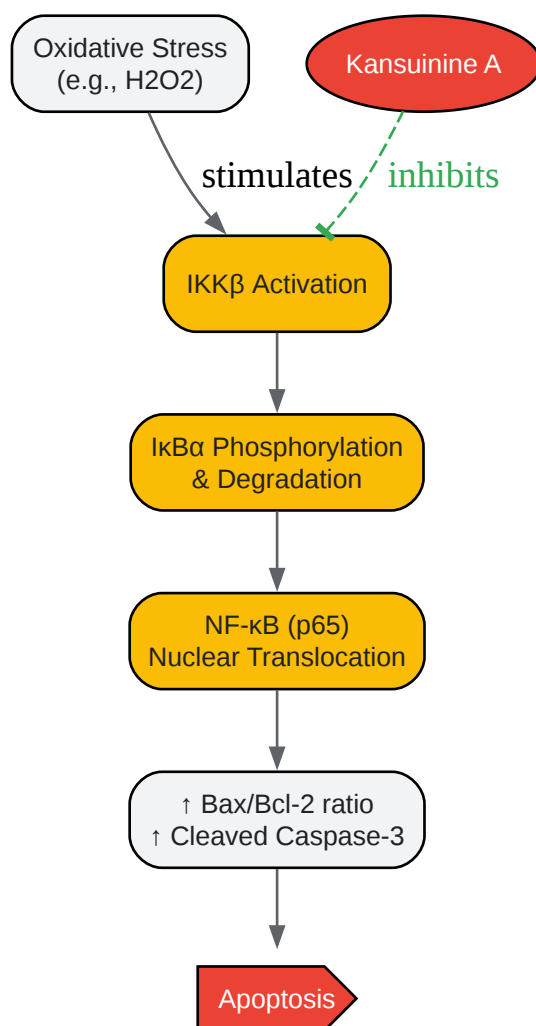 Oxidative Stress
(e.g., H2O2)
Kansuinine A
stimulates
inhibits
IKKβ Activation
IκBα Phosphorylation
& Degradation
NF-κB (p65)
Nuclear Translocation
↑ Bax/Bcl-2 ratio
↑ Cleaved Caspase-3
Apoptosis